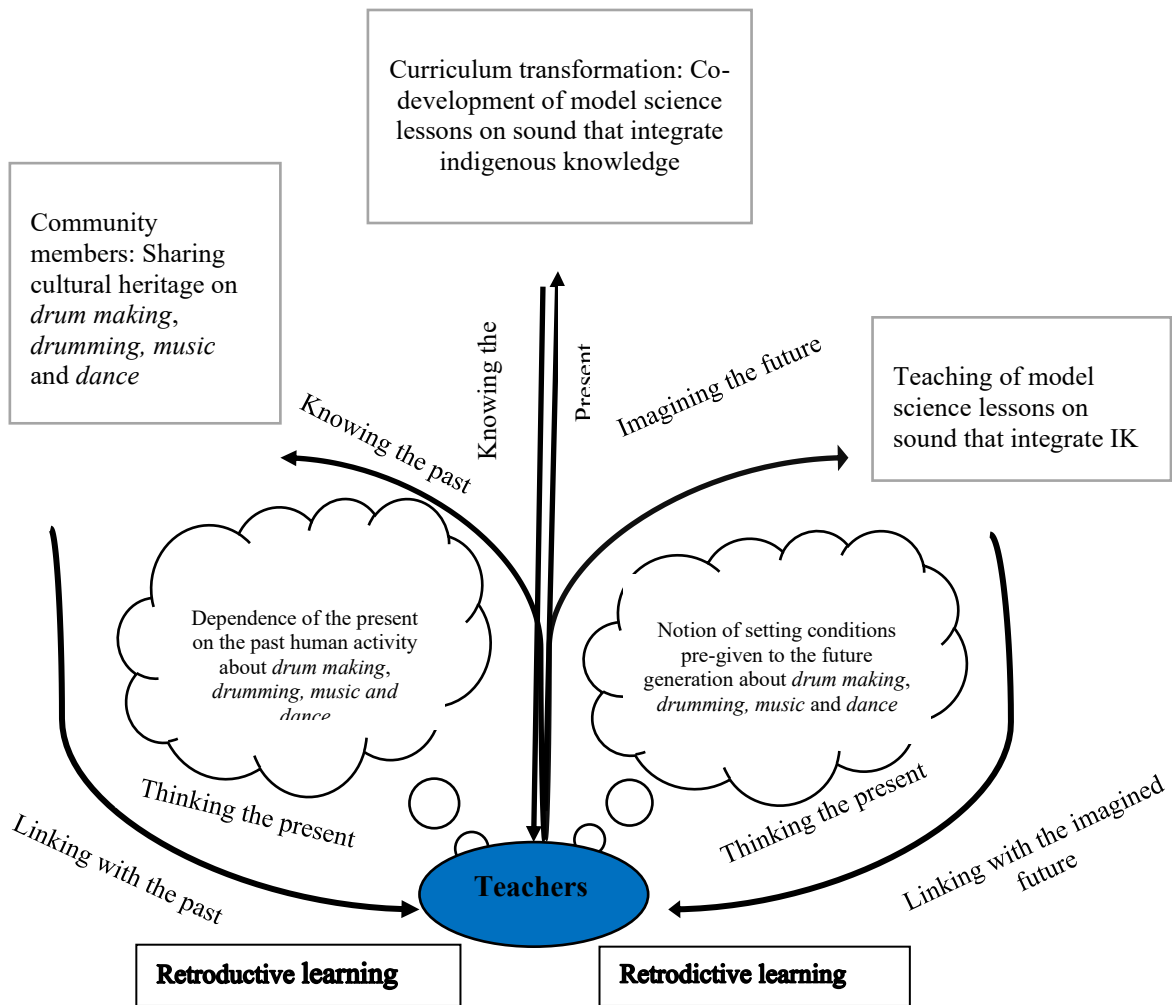 Curriculum transformation: Co-
development of model science
lessons on sound that integrate
indigenous knowledge
Community
members: Sharing
cultural heritage on
drum making,
drumming, music
and dance
Knowing the
Present
Imagining the future
Teaching of model
science lessons on
sound that integrate IK
Knowing the past
Dependence of the present
on the past human activity
about drum making,
drumming, music and
dance
Notion of setting conditions
pre-given to the future
generation about drum making,
drumming, music and dance
Thinking the present
Linking with the past
Thinking the present
Linking with the imagined
future
Teachers
Retroductive learning
Retrodictive learning